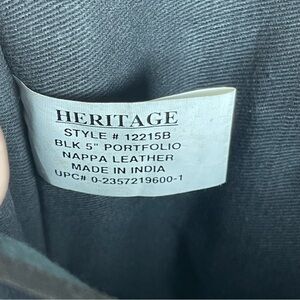 HERITAGE
STYLE # 12215B
BLK 5" PORTFOLIO
NAPPA LEATHER
MADE IN INDIA
UPC# 0-2357219600-1